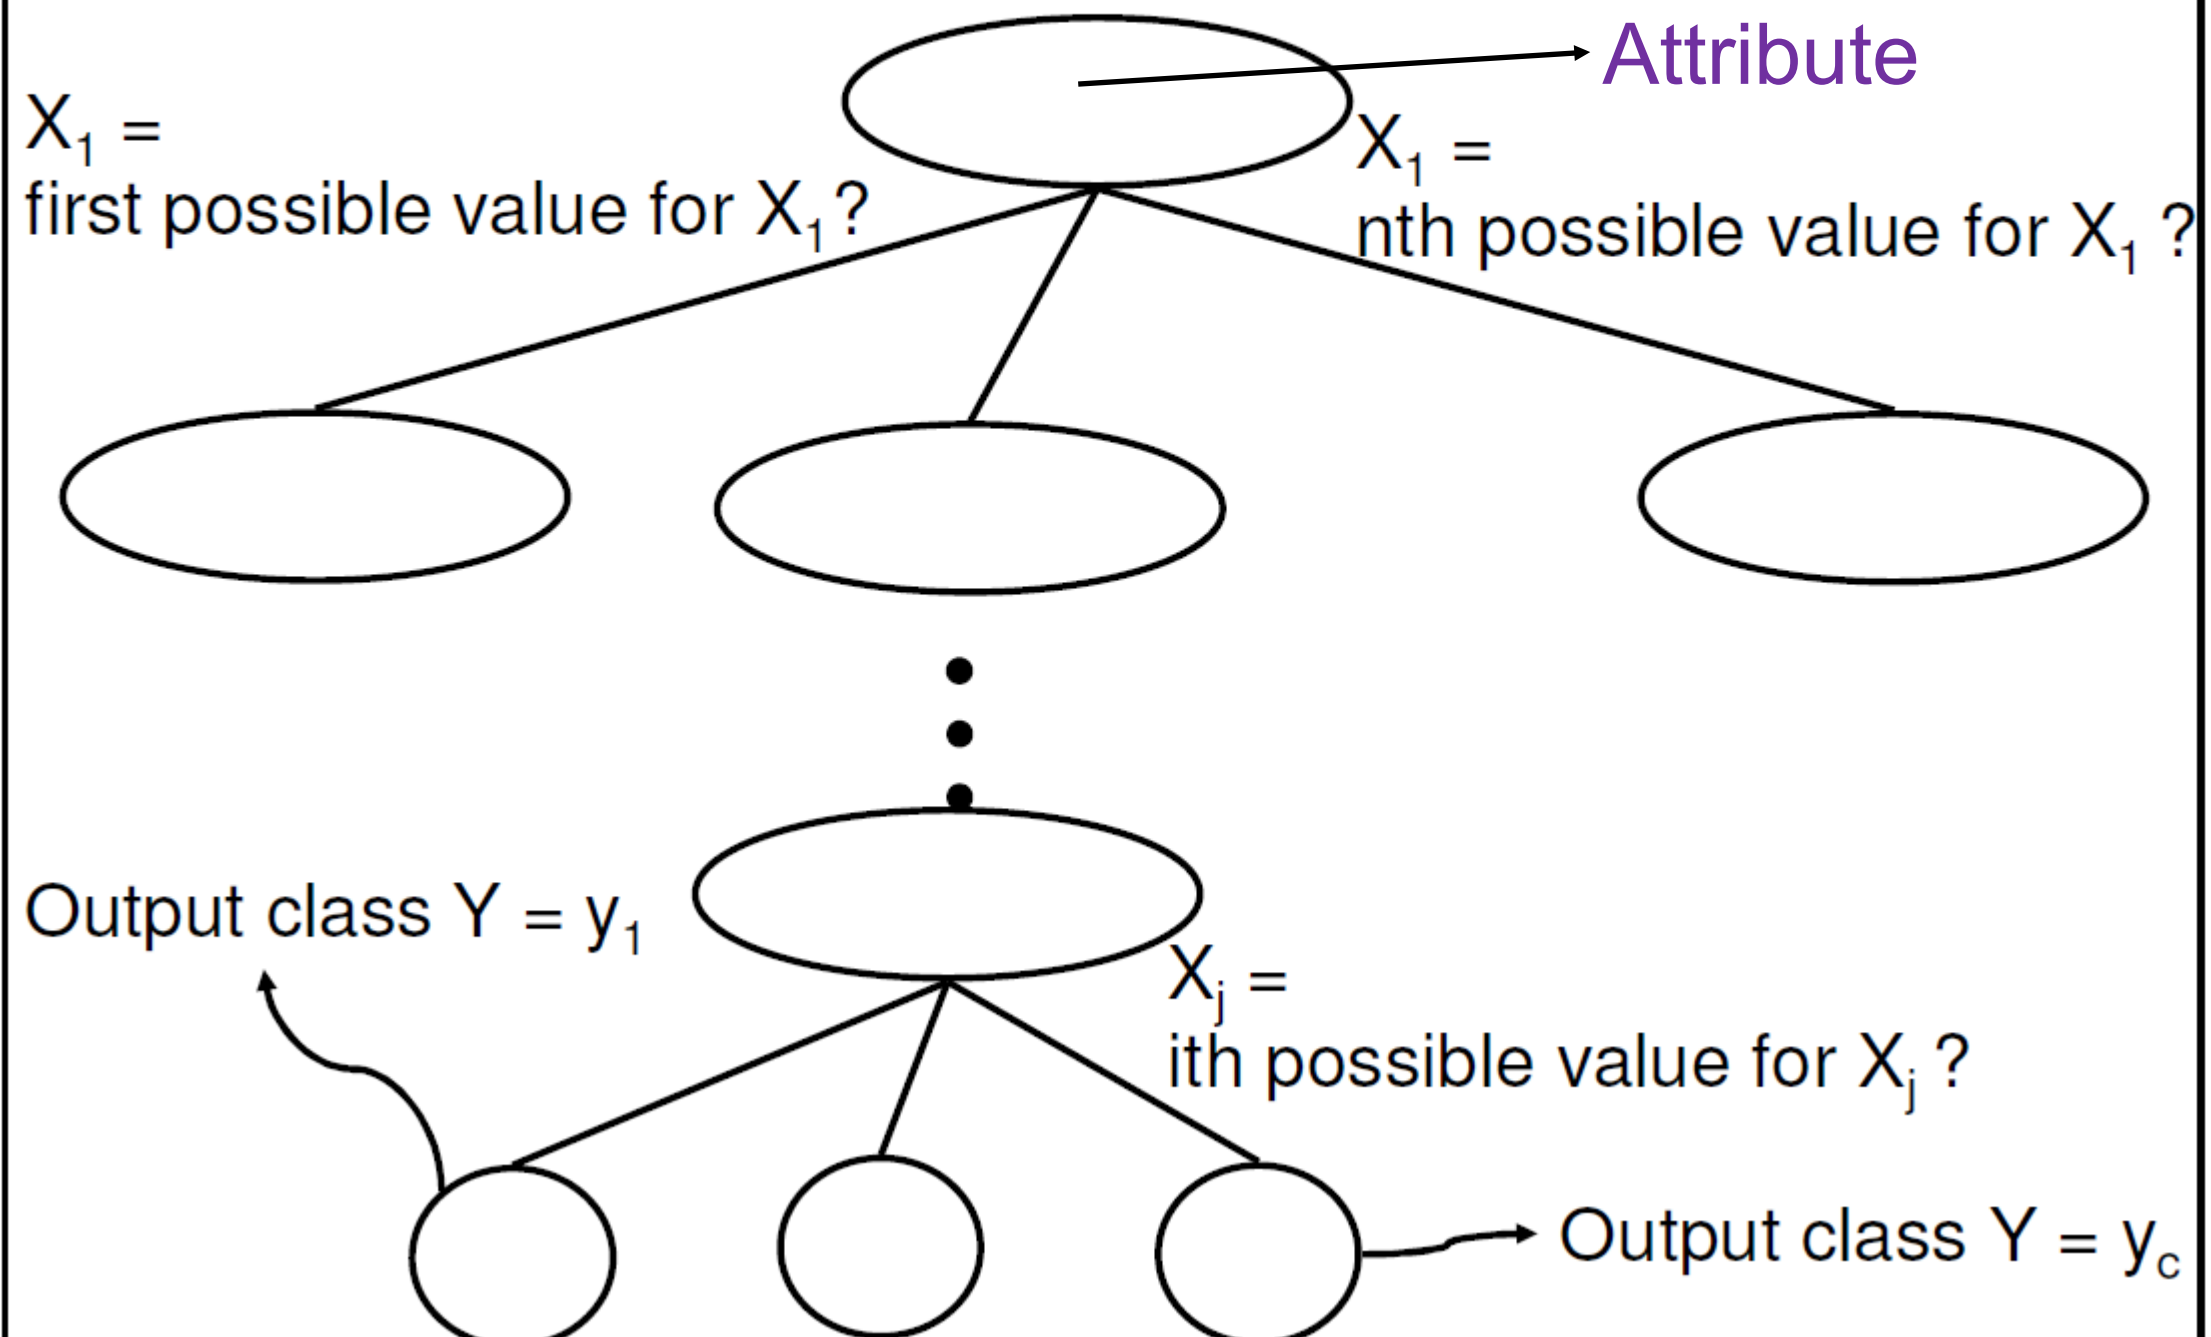 Attribute
X₁ =
first possible value for X₁?
X₁ =
nth possible value for X₁ ?
Output class Y = y₁
Xⱼ =
ith possible value for Xⱼ ?
Output class Y = y_c